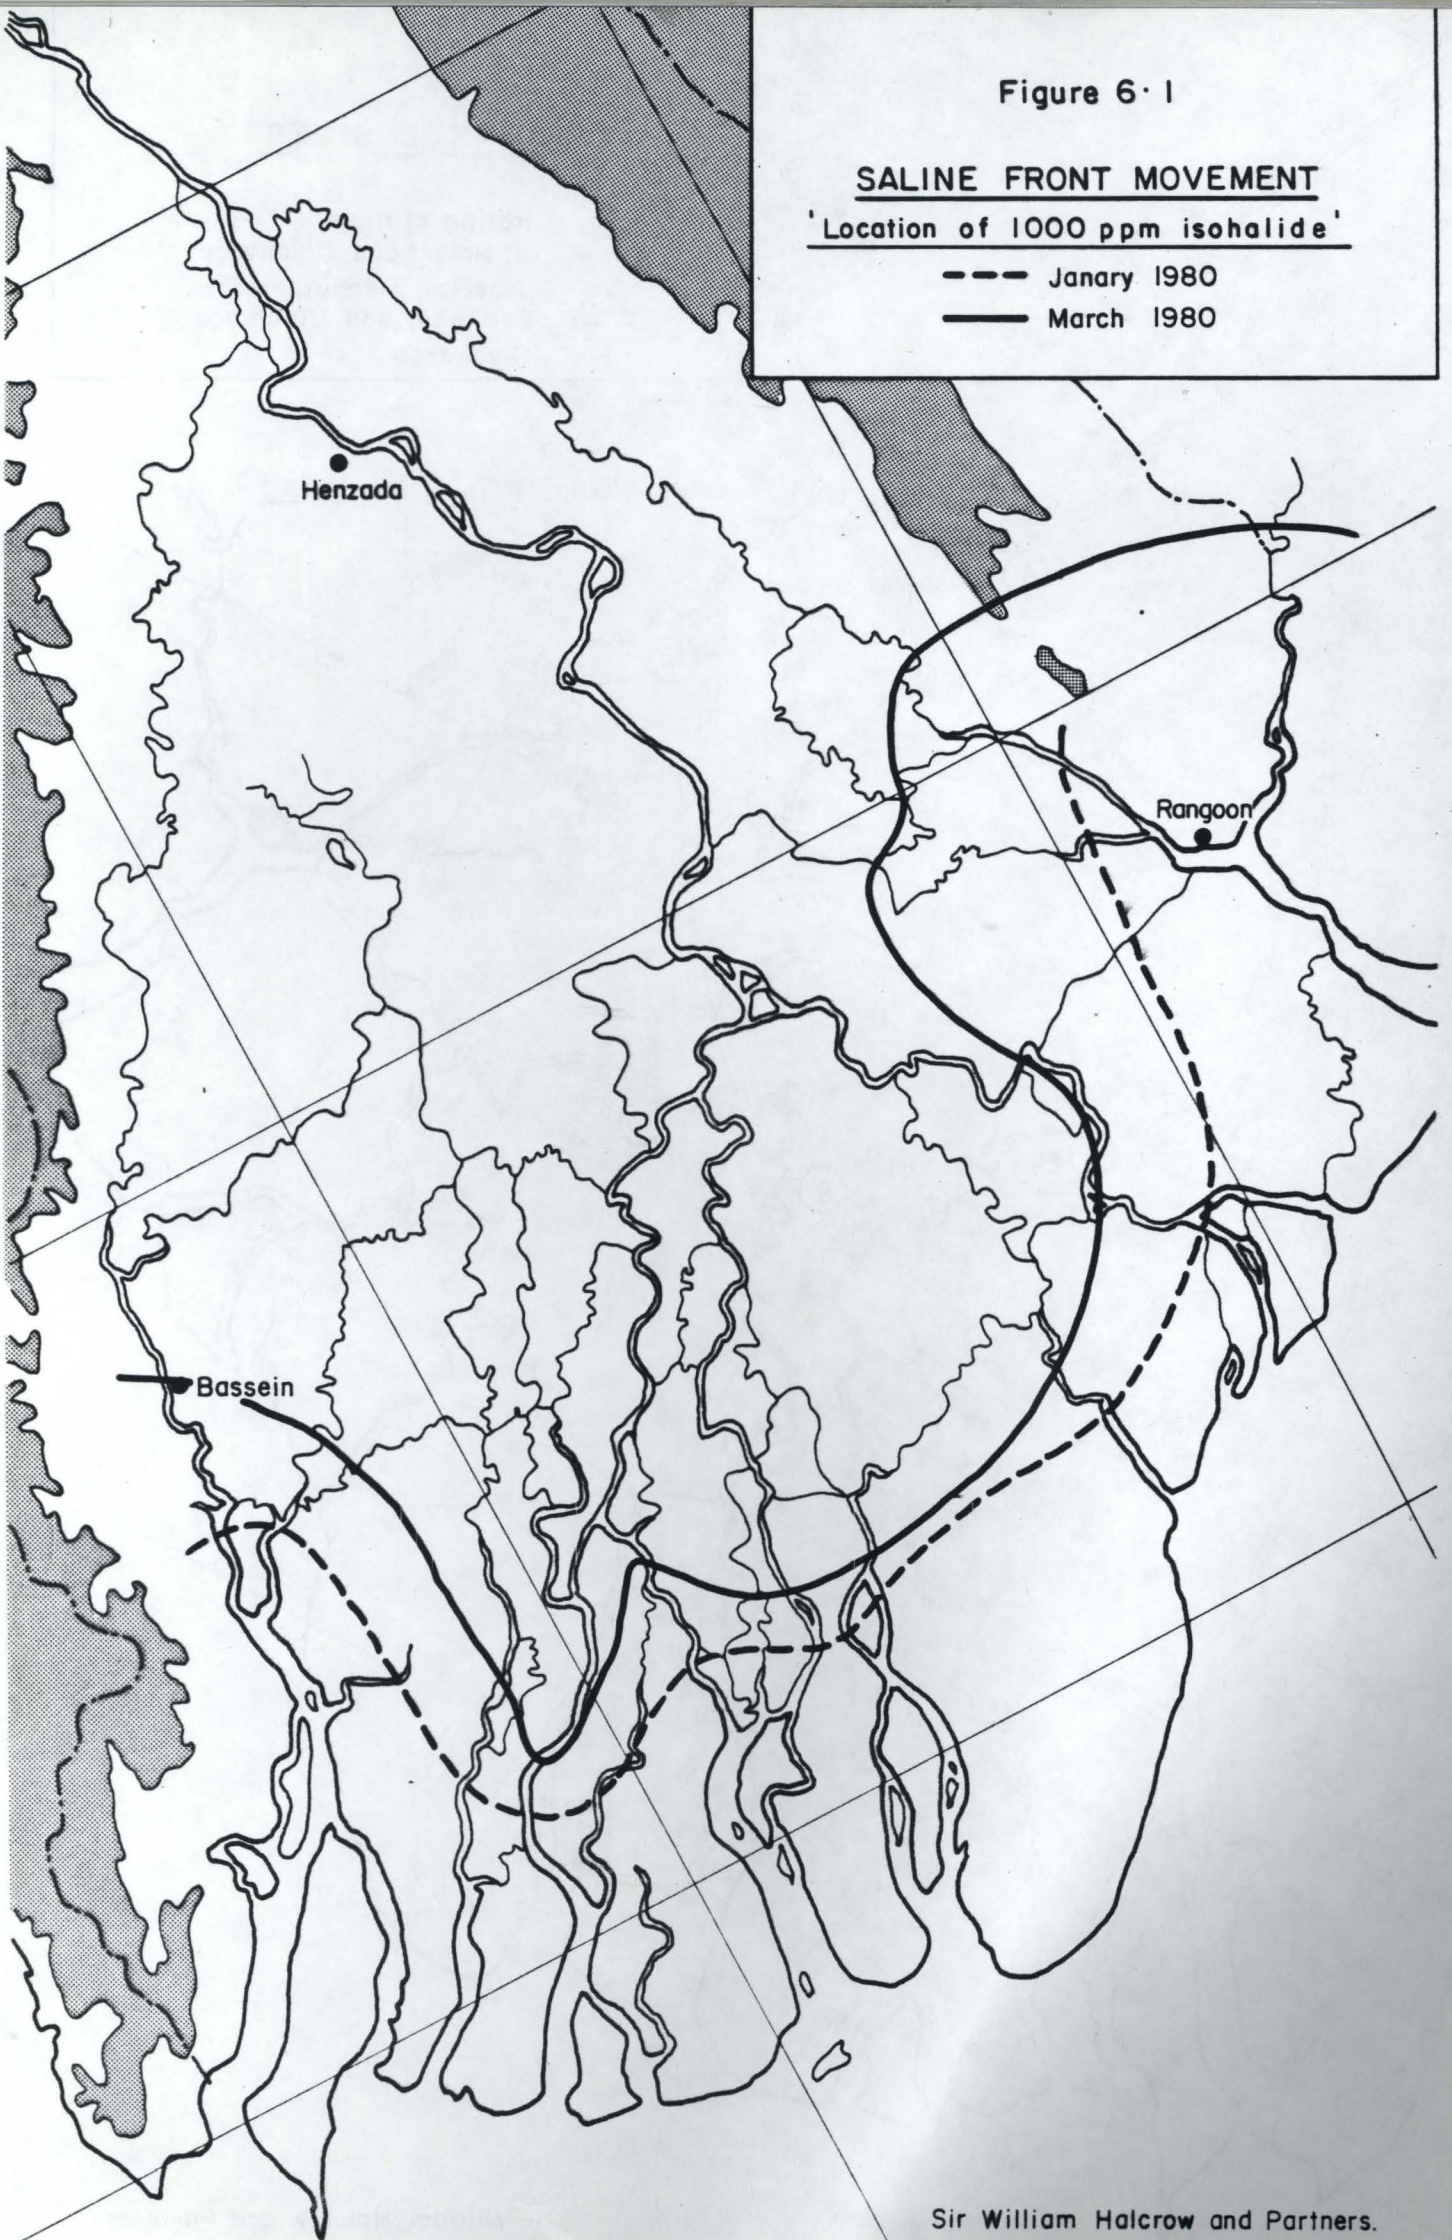 Figure 6·1
SALINE FRONT MOVEMENT
'Location of 1000 ppm isohalide'
Janary 1980
March 1980
Henzada
Rangoon
Bassein
Sir William Halcrow and Partners.